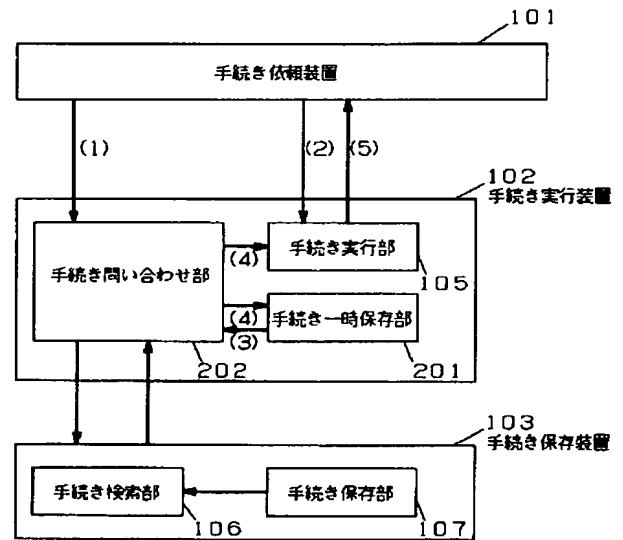 101
手続き依頼装置
(1)
(2)
(5)
102
手続き実行装置
手続き問い合わせ部
(4)
手続き実行部
105
(4)
(3)
手続き一時保存部
202
201
103
手続き保存装置
手続き検索部
手続き保存部
106
107